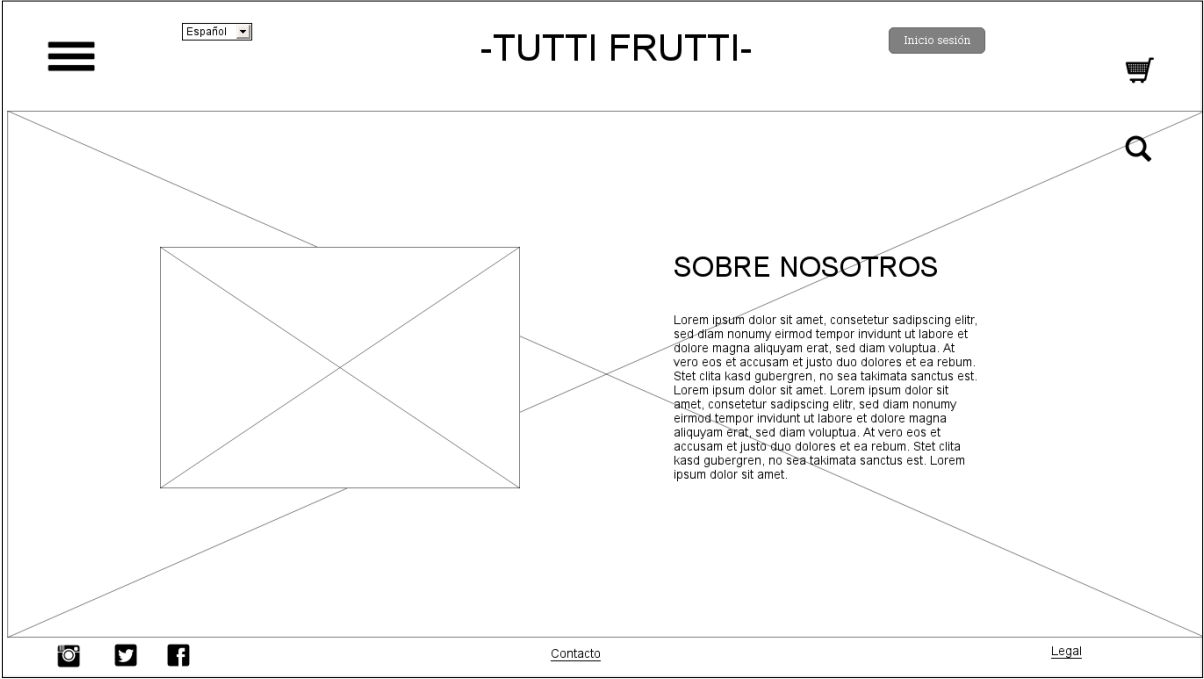 Español
-TUTTI FRUTTI-
Inicio sesión
SOBRE NOSOTROS
Lorem ipsum dolor sit amet, consetetur sadipscing elitr,
sed diam nonumy eirmod tempor invidunt ut labore et
dolore magna aliquyam erat, sed diam voluptua. At
vero eos et accusam et justo duo dolores et ea rebum.
Stet clita kasd gubergren, no sea takimata sanctus est.
Lorem ipsum dolor sit amet. Lorem ipsum dolor sit
amet, consetetur sadipscing elitr, sed diam nonumy
eirmod tempor invidunt ut labore et dolore magna
aliquyam erat, sed diam voluptua. At vero eos et
accusam et justo duo dolores et ea rebum. Stet clita
kasd gubergren, no sea takimata sanctus est. Lorem
ipsum dolor sit amet.
Contacto
Legal